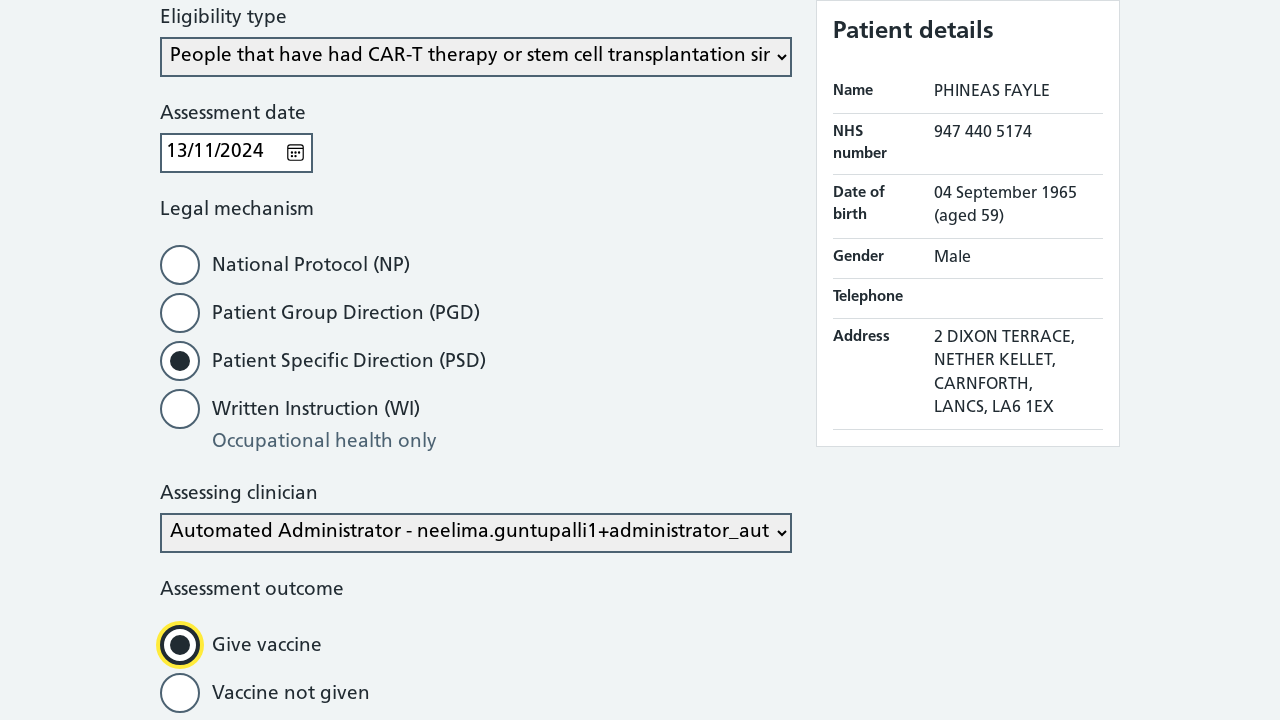 Eligibility type
People that have had CAR-T therapy or stem cell transplantation sir
Assessment date
13/11/2024
Legal mechanism
National Protocol (NP)
Patient Group Direction (PGD)
Patient Specific Direction (PSD)
Written Instruction (WI)
Occupational health only
Assessing clinician
Automated Administrator - neelima.guntupalli1+administrator_aut
Assessment outcome
Give vaccine
Vaccine not given
Patient details
Name PHINEAS FAYLE
NHS number 947 440 5174
Date of birth 04 September 1965
(aged 59)
Gender Male
Telephone
Address 2 DIXON TERRACE,
NETHER KELLET,
CARNFORTH,
LANCS, LA6 1EX